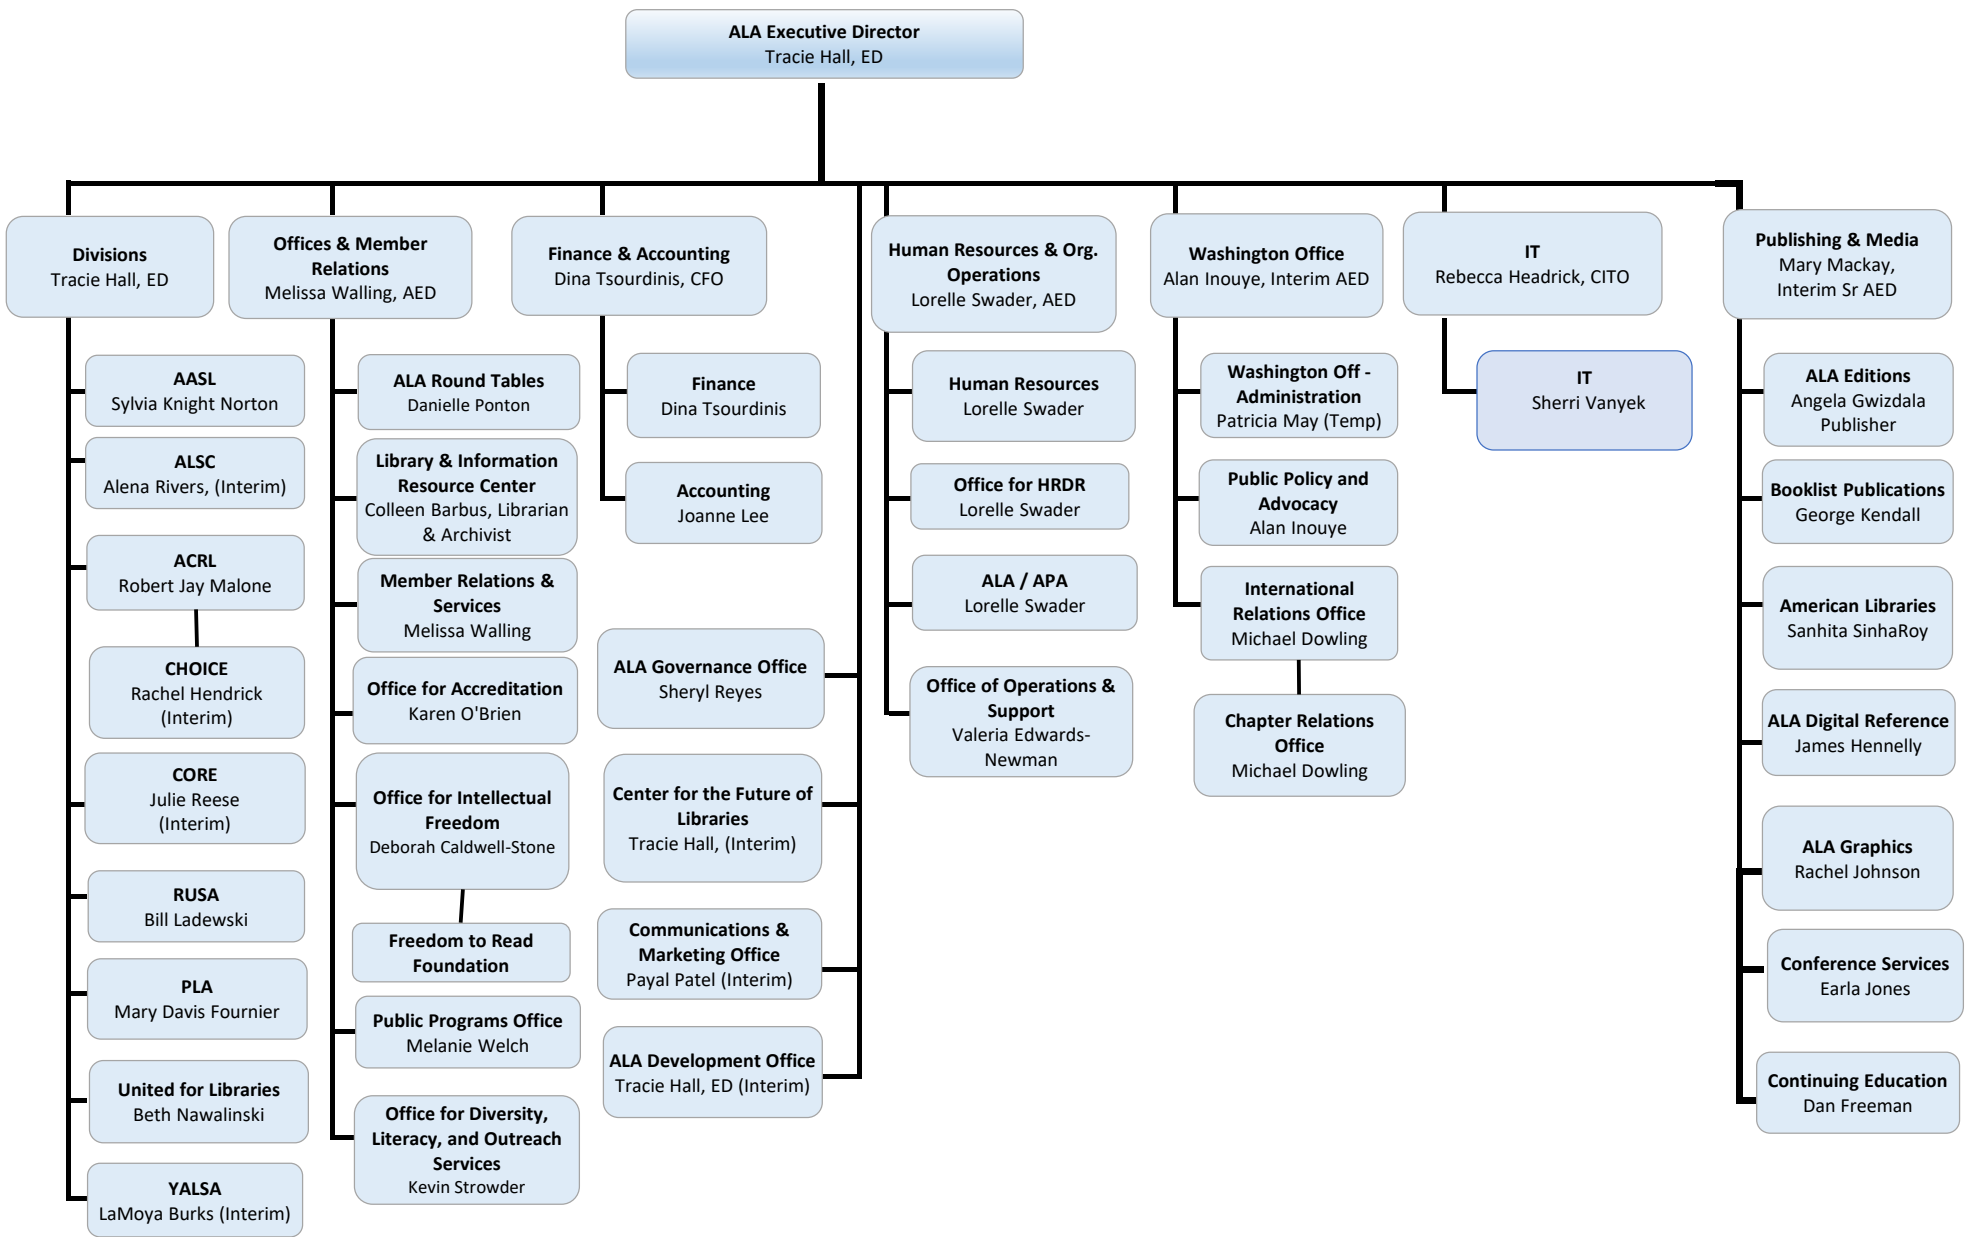 ALA Executive Director
Tracie Hall, ED
Divisions
Tracie Hall, ED
AASL
Sylvia Knight Norton
ALSC
Alena Rivers, (Interim)
ACRL
Robert Jay Malone
CHOICE
Rachel Hendrick
(Interim)
CORE
Julie Reese
(Interim)
RUSA
Bill Ladewski
PLA
Mary Davis Fournier
United for Libraries
Beth Nawalinski
YALSA
LaMoya Burks (Interim)
Offices & Member
Relations
Melissa Walling, AED
ALA Round Tables
Danielle Ponton
Library & Information
Resource Center
Colleen Barbus, Librarian
& Archivist
Member Relations &
Services
Melissa Walling
Office for Accreditation
Karen O'Brien
Office for Intellectual
Freedom
Deborah Caldwell-Stone
Freedom to Read
Foundation
Public Programs Office
Melanie Welch
Office for Diversity,
Literacy, and Outreach
Services
Kevin Strowder
Finance & Accounting
Dina Tsourdinis, CFO
Finance
Dina Tsourdinis
Accounting
Joanne Lee
ALA Governance Office
Sheryl Reyes
Center for the Future of
Libraries
Tracie Hall, (Interim)
Communications &
Marketing Office
Payal Patel (Interim)
ALA Development Office
Tracie Hall, ED (Interim)
Human Resources & Org.
Operations
Lorelle Swader, AED
Human Resources
Lorelle Swader
Office for HRDR
Lorelle Swader
ALA / APA
Lorelle Swader
Office of Operations &
Support
Valeria Edwards-
Newman
Washington Office
Alan Inouye, Interim AED
Washington Off -
Administration
Patricia May (Temp)
Public Policy and
Advocacy
Alan Inouye
International
Relations Office
Michael Dowling
Chapter Relations
Office
Michael Dowling
IT
Rebecca Headrick, CITO
IT
Sherri Vanyek
Publishing & Media
Mary Mackay,
Interim Sr AED
ALA Editions
Angela Gwizdala
Publisher
Booklist Publications
George Kendall
American Libraries
Sanhita SinhaRoy
ALA Digital Reference
James Hennelly
ALA Graphics
Rachel Johnson
Conference Services
Earla Jones
Continuing Education
Dan Freeman